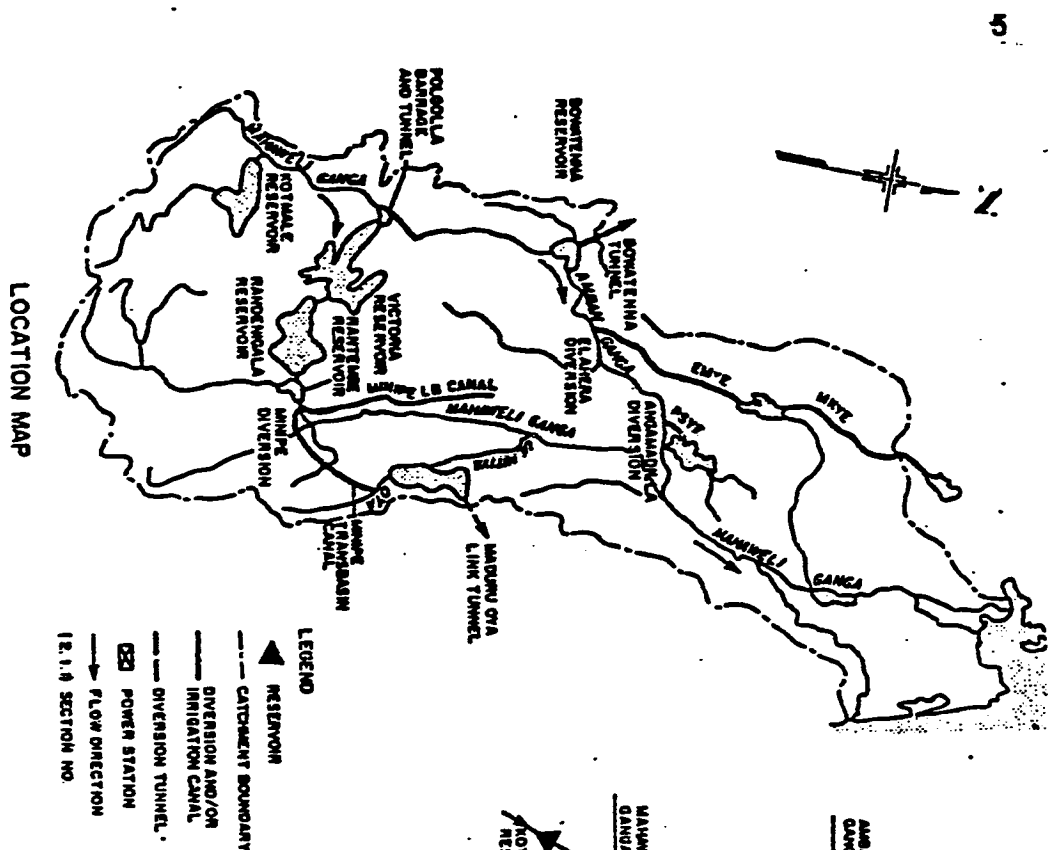 5
N
POLGOLLA
BARRAGE
AND TUNNEL
BOWATENNA
RESERVOIR
BOWATENNA
TUNNEL
KOTMALE
RESERVOIR
GANGA
VICTORIA
RESERVOIR
RANTEMBE
RESERVOIR
RANDENIGALA
RESERVOIR
AMBAN
GANGA
ELAHERA
DIVERSION
ANGAMEDILLA
DIVERSION
MINIPE LB CANAL
MAHAWELI GANGA
MINIPE
DIVERSION
OYA
MINIPE
TRANSBASIN
CANAL
MADURU OYA
LINK TUNNEL
MAHAWELI
GANGA
LOCATION MAP
LEGEND
RESERVOIR
CATCHMENT BOUNDARY
DIVERSION AND/OR
IRRIGATION CANAL
DIVERSION TUNNEL
POWER STATION
FLOW DIRECTION
SECTION NO.